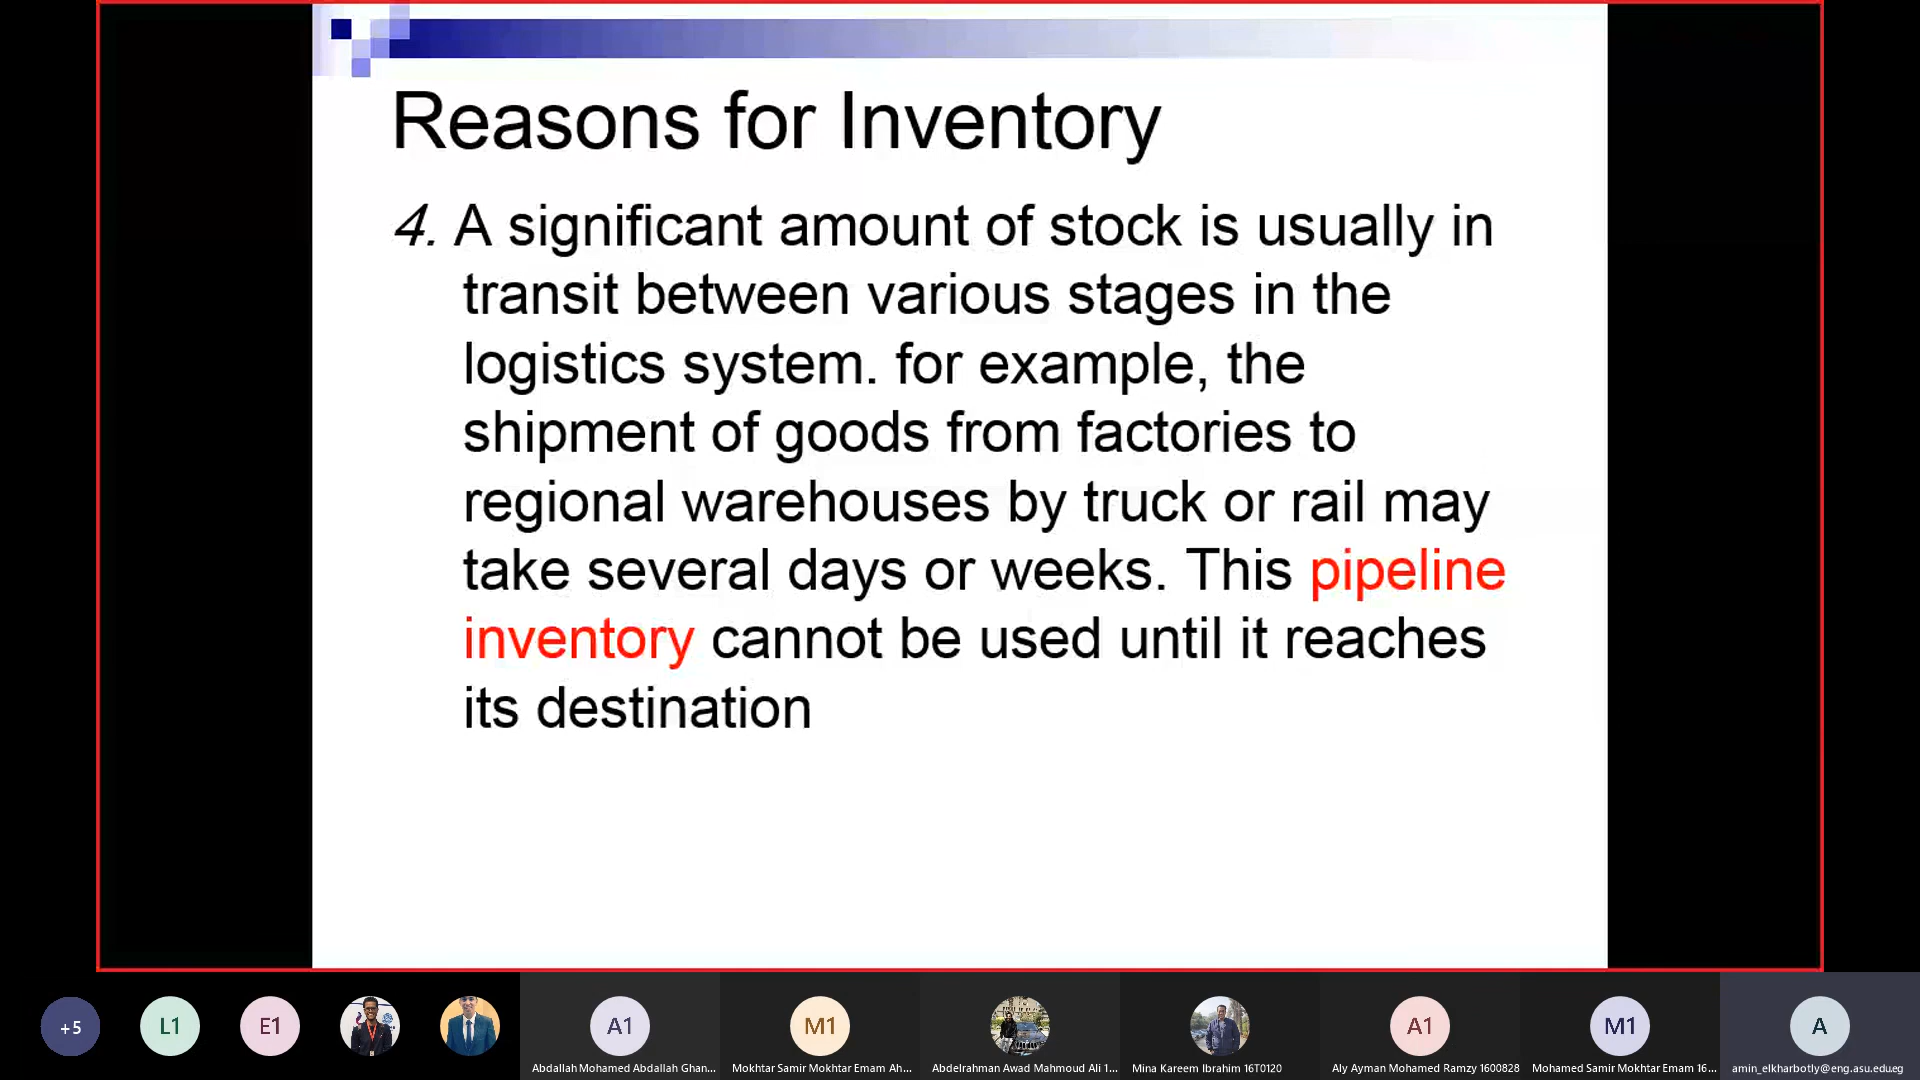 Reasons for Inventory
4. A significant amount of stock is usually in
transit between various stages in the
logistics system. for example, the
shipment of goods from factories to
regional warehouses by truck or rail may
take several days or weeks. This pipeline
inventory cannot be used until it reaches
its destination
+5
L1
E1
A1
M1
A1
M1
A
Abdallah Mohamed Abdallah Ghan...
Mokhtar Samir Mokhtar Emam Ah...
Abdelrahman Awad Mahmoud Ali 1...
Mina Kareem Ibrahim 16T0120
Aly Ayman Mohamed Ramzy 1600828
Mohamed Samir Mokhtar Emam 16...
amin_elkharbotly@eng.asu.edu.eg